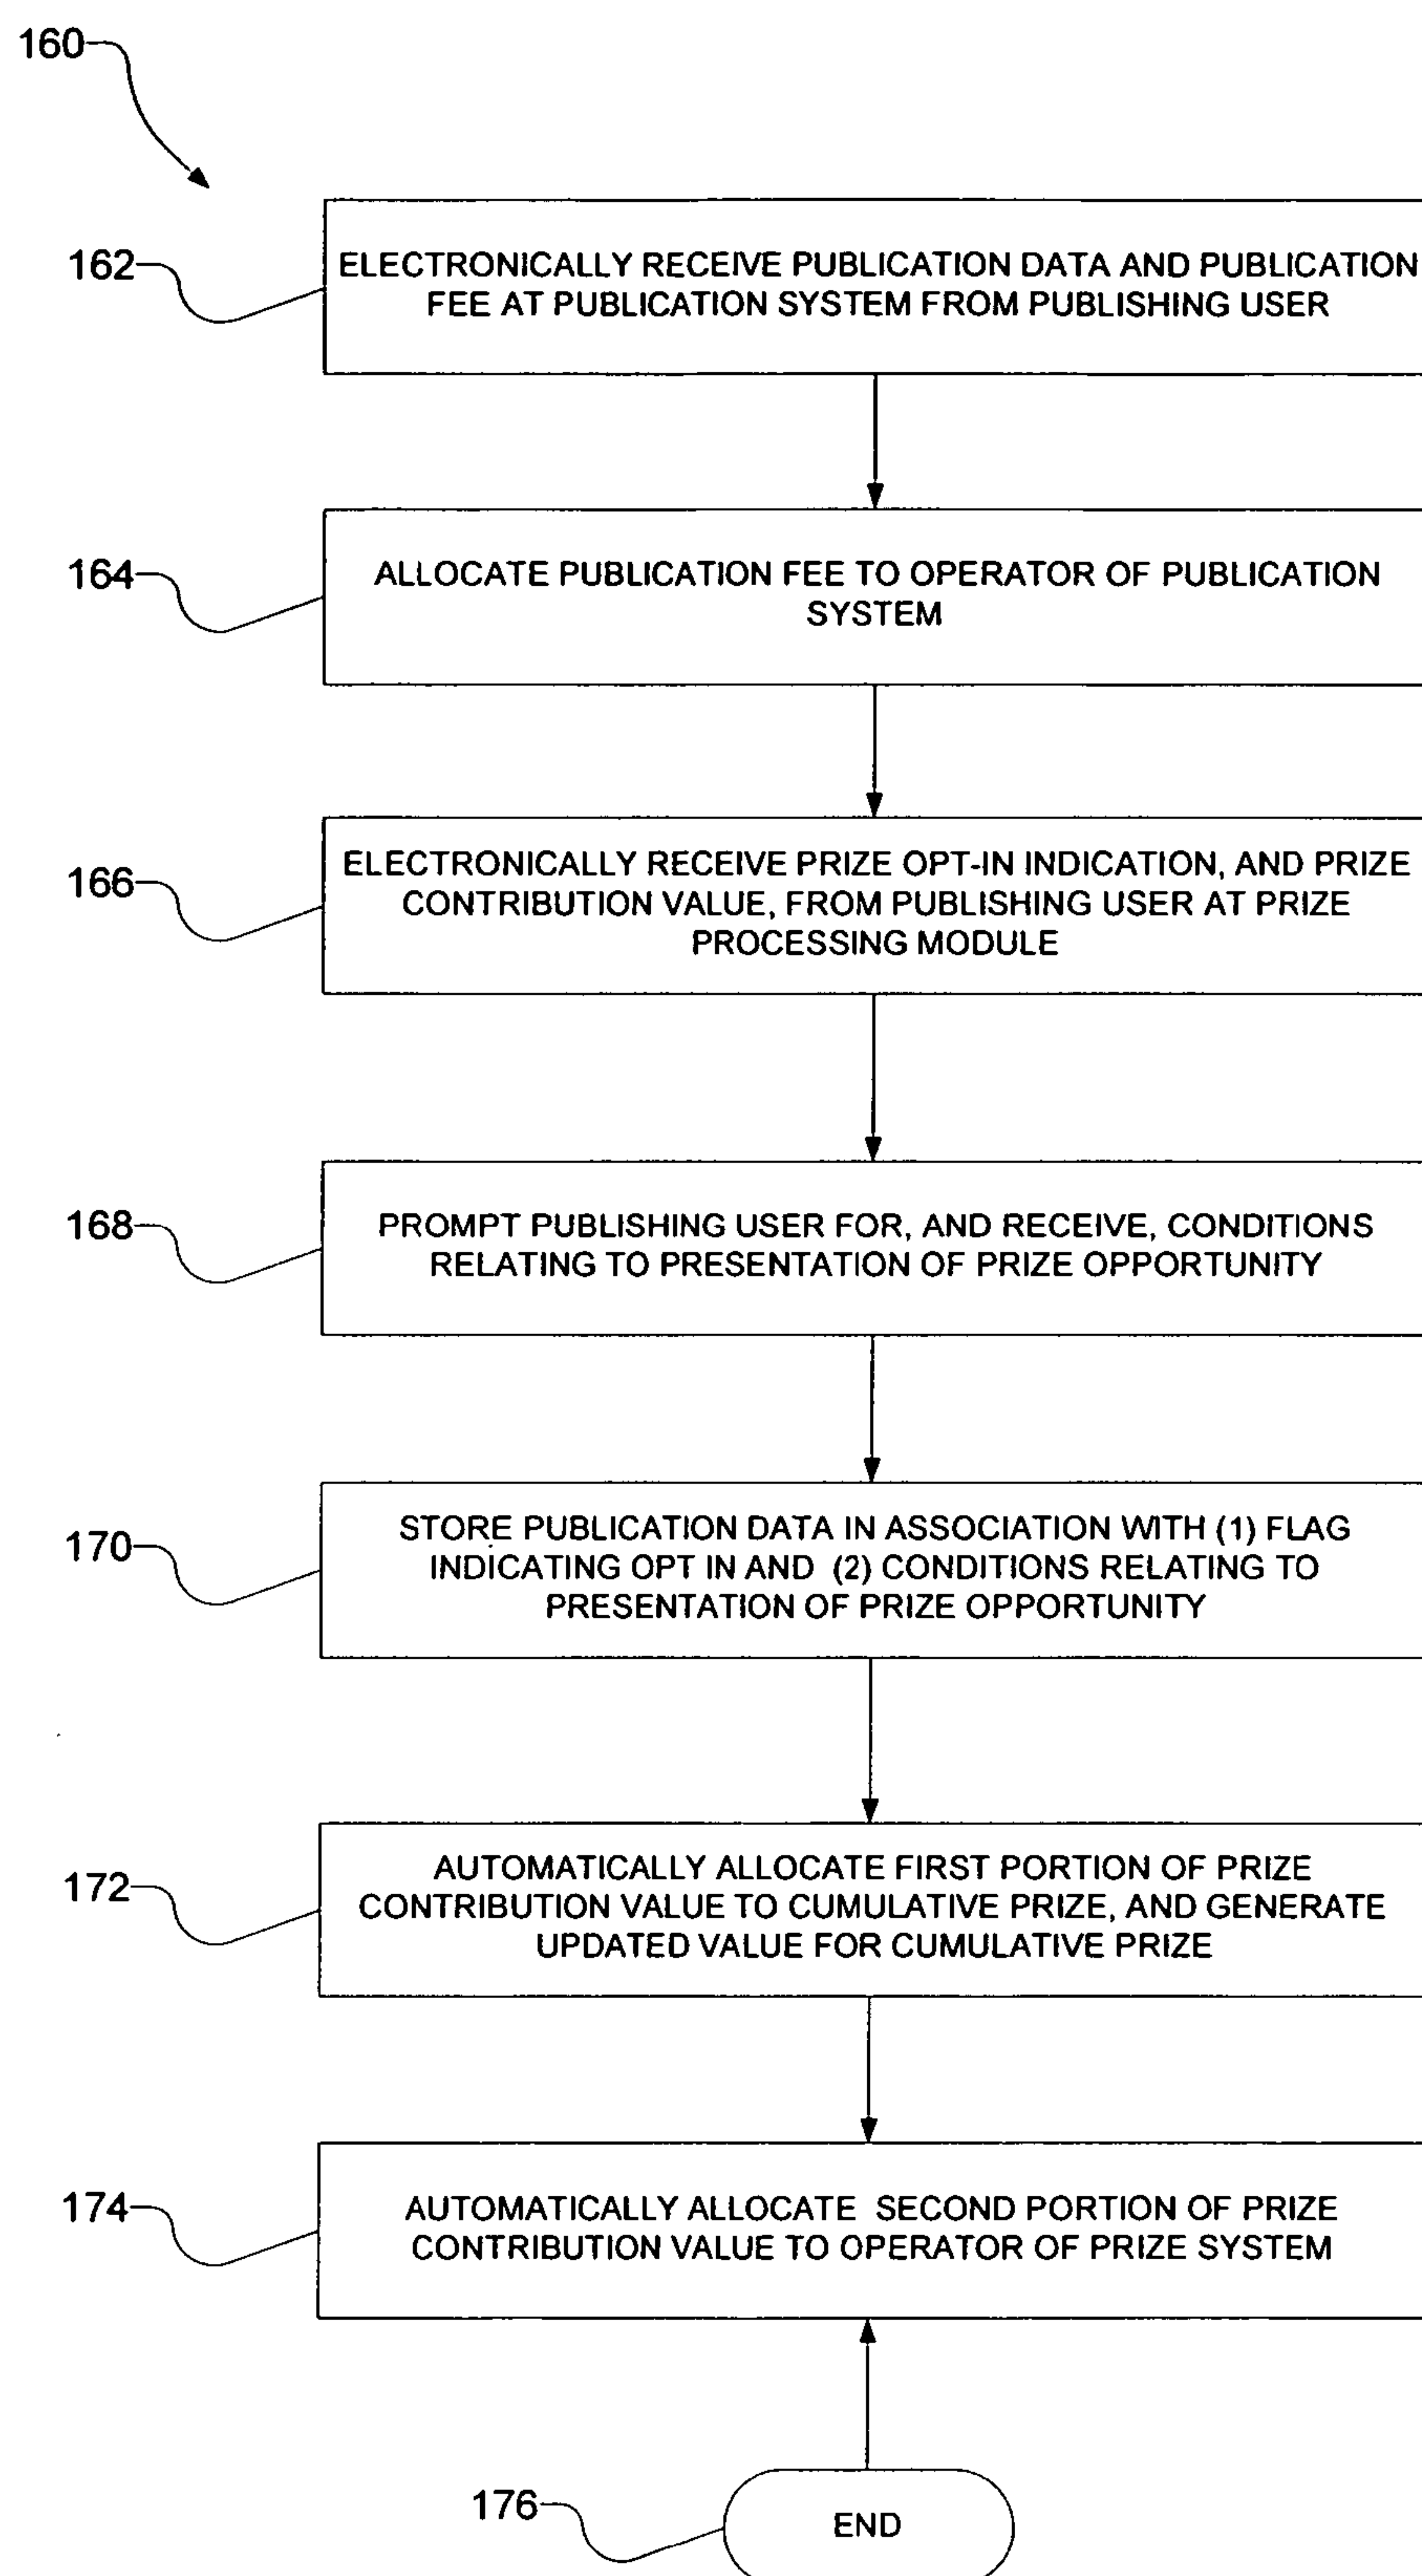 160
162
ELECTRONICALLY RECEIVE PUBLICATION DATA AND PUBLICATION
FEE AT PUBLICATION SYSTEM FROM PUBLISHING USER
164
ALLOCATE PUBLICATION FEE TO OPERATOR OF PUBLICATION
SYSTEM
166
ELECTRONICALLY RECEIVE PRIZE OPT-IN INDICATION, AND PRIZE
CONTRIBUTION VALUE, FROM PUBLISHING USER AT PRIZE
PROCESSING MODULE
168
PROMPT PUBLISHING USER FOR, AND RECEIVE, CONDITIONS
RELATING TO PRESENTATION OF PRIZE OPPORTUNITY
170
STORE PUBLICATION DATA IN ASSOCIATION WITH (1) FLAG
INDICATING OPT IN AND (2) CONDITIONS RELATING TO
PRESENTATION OF PRIZE OPPORTUNITY
172
AUTOMATICALLY ALLOCATE FIRST PORTION OF PRIZE
CONTRIBUTION VALUE TO CUMULATIVE PRIZE, AND GENERATE
UPDATED VALUE FOR CUMULATIVE PRIZE
174
AUTOMATICALLY ALLOCATE SECOND PORTION OF PRIZE
CONTRIBUTION VALUE TO OPERATOR OF PRIZE SYSTEM
176
END